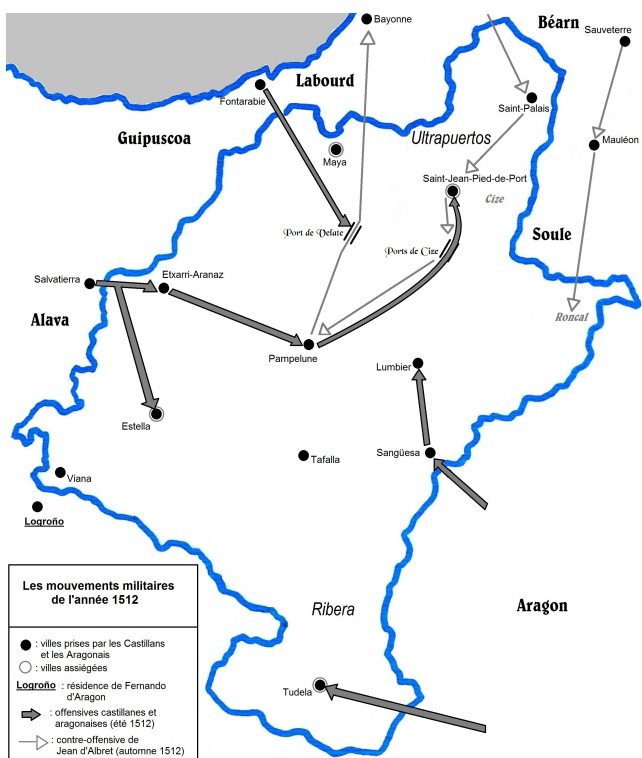 Béarn
Bayonne
Sauveterre
Labourd
Fontarabie
Saint-Palais
Guipuscoa
Ultrapuertos
Mauléon
Maya
Saint-Jean-Pied-de-Port
Cize
Port de Velate
Soule
Ports de Cize
Salvatierra
Etxarri-Aranaz
Alava
Roncal
Pampelune
Lumbier
Estella
Sangüesa
Tafalla
Viana
Logroño
Les mouvements militaires
de l'année 1512
Ribera
Aragon
: villes prises par les Castillans
et les Aragonais
: villes assiégées
Logroño : résidence de Fernando
d'Aragon
Tudela
: offensives castillanes et
aragonaises (été 1512)
: contre-offensive de
Jean d'Albret (automne 1512)